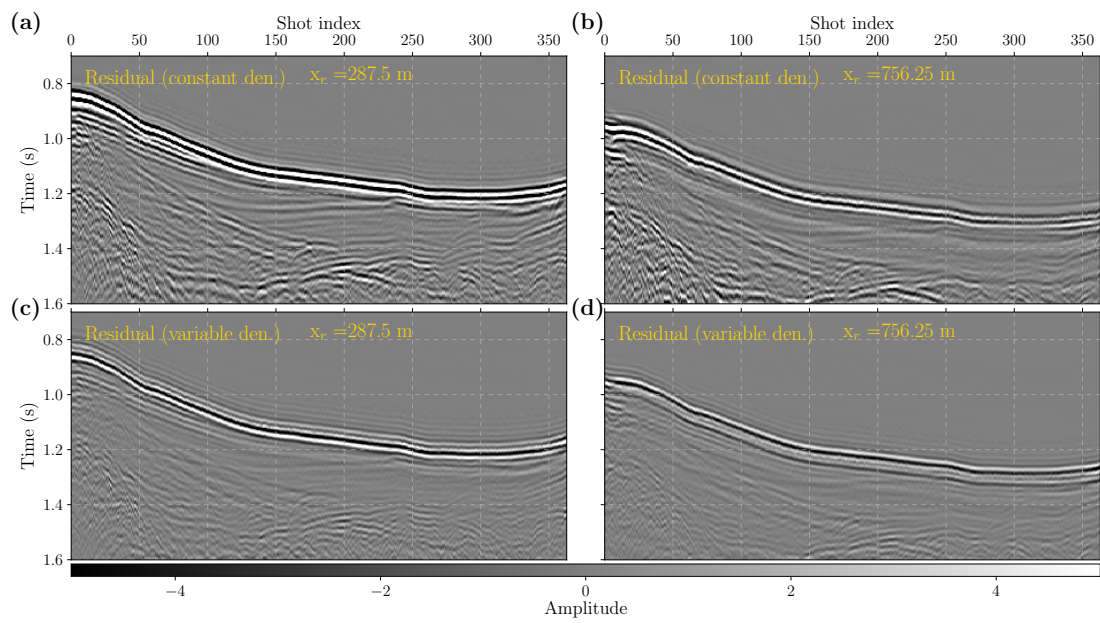 (a) Shot index (b) Shot index
0 50 100 150 200 250 300 350 0 50 100 150 200 250 300 350
Residual (constant den.) x_r =287.5 m Residual (constant den.) x_r =756.25 m
0.8
1.0
1.2
1.4
1.6
Time (s)
(c) (d)
Residual (variable den.) x_r =287.5 m Residual (variable den.) x_r =756.25 m
0.8
1.0
1.2
1.4
1.6
Time (s)
−4 −2 0 2 4
Amplitude